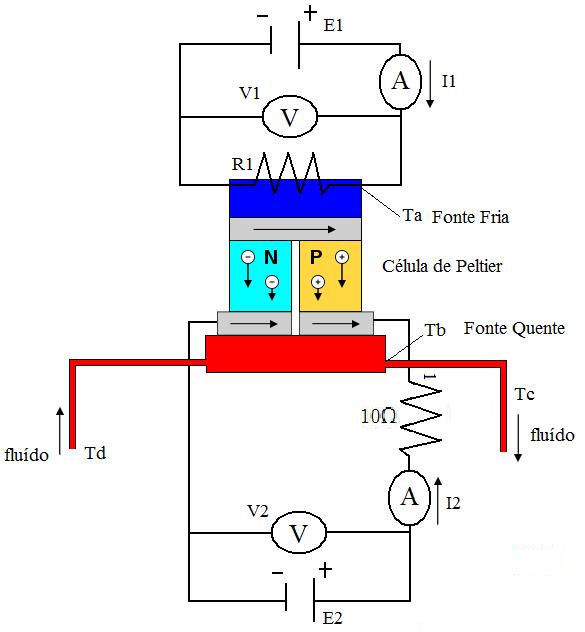 − + E1
A I1
V1 V
R1
Ta Fonte Fria
− N P +
− +
Célula de Peltier
Tb Fonte Quente
1
Tc
10Ω
fluído
fluído
Td
A I2
V2 V
− +
E2